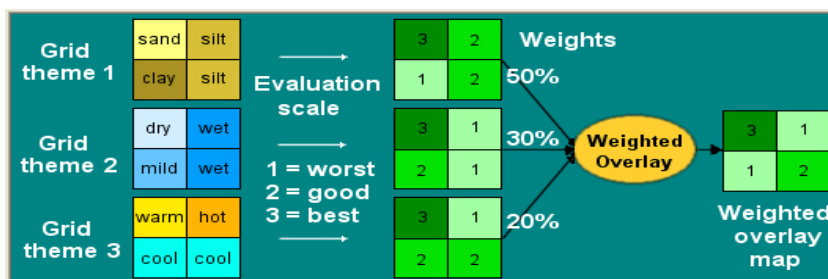 Grid theme 1
sand silt
clay silt
Grid theme 2
dry wet
mild wet
Grid theme 3
warm hot
cool cool
Evaluation scale
1 = worst
2 = good
3 = best
3 2
1 2
3 1
2 1
3 1
2 2
Weights
50%
30%
20%
Weighted
Overlay
3 1
1 2
Weighted
overlay
map